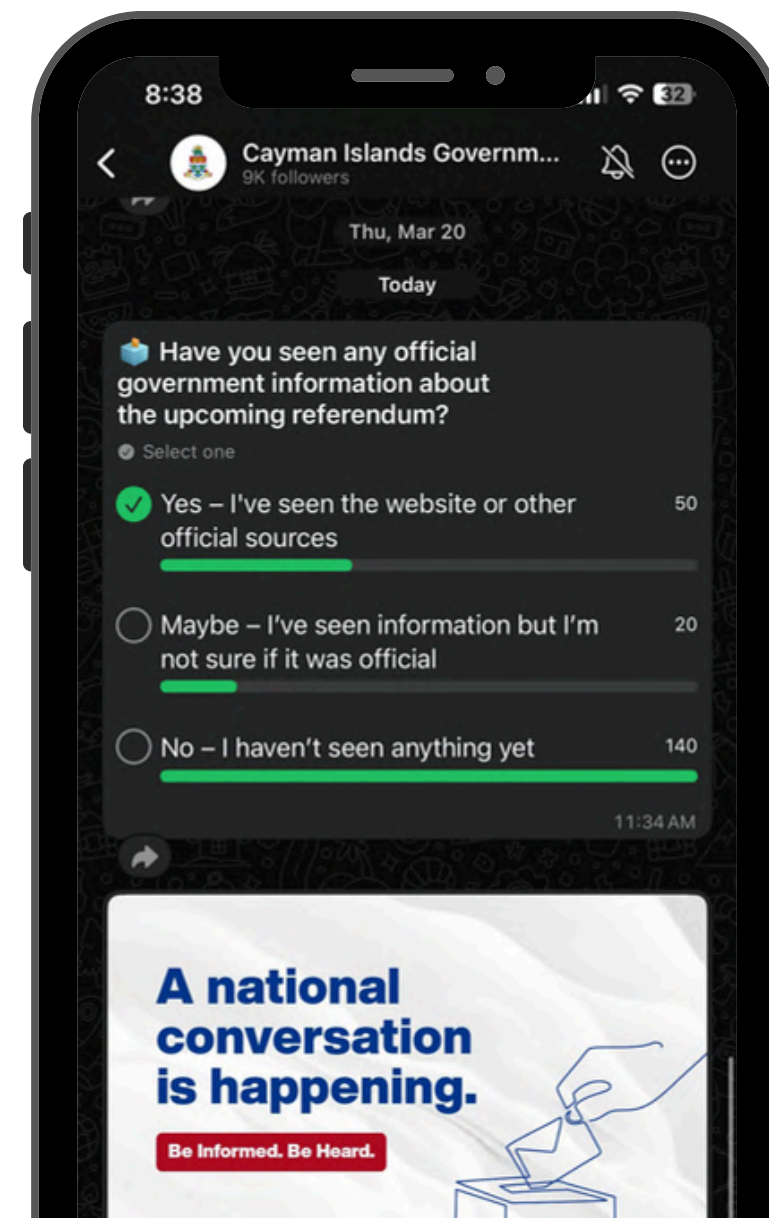 8:38
32
Cayman Islands Governm...
9K followers
Thu, Mar 20
Today
🗳️ Have you seen any official
government information about
the upcoming referendum?
Select one
Yes – I've seen the website or other
official sources
50
Maybe – I’ve seen information but I’m
not sure if it was official
20
No – I haven’t seen anything yet
140
11:34 AM
A national
conversation
is happening.
Be Informed. Be Heard.